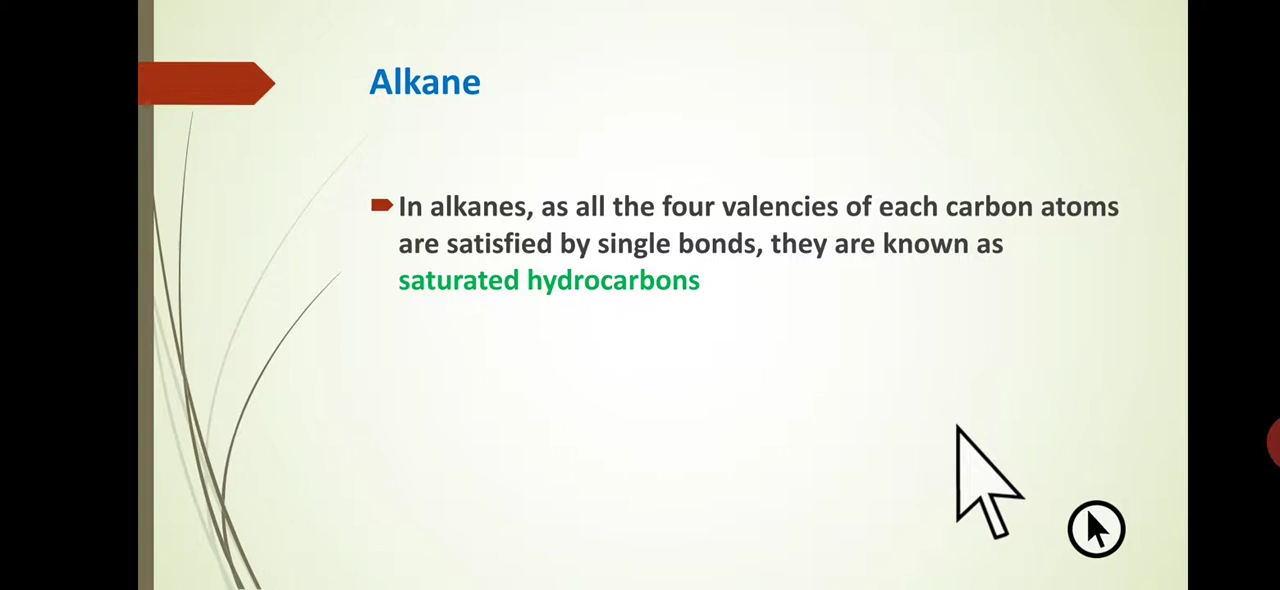 Alkane
In alkanes, as all the four valencies of each carbon atoms
are satisfied by single bonds, they are known as
saturated hydrocarbons